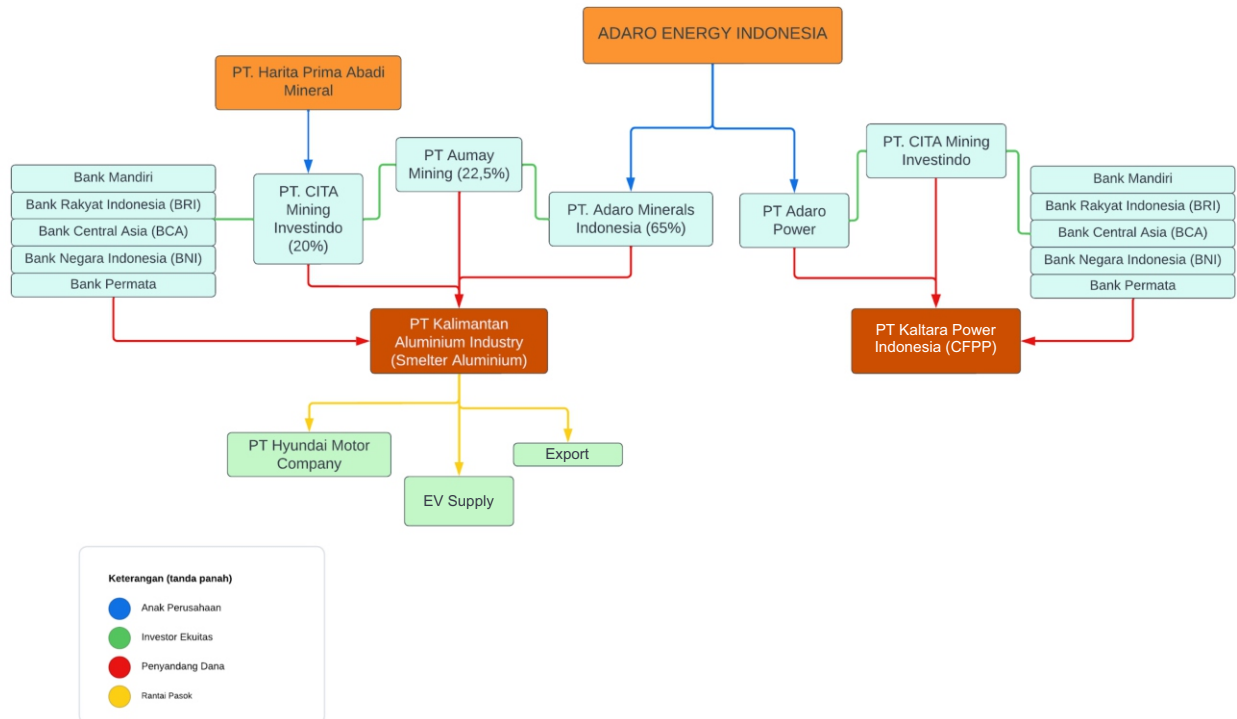 ADARO ENERGY INDONESIA
PT. Harita Prima Abadi
Mineral
PT Aumay
Mining (22,5%)
PT. CITA Mining
Investindo
Bank Mandiri
Bank Rakyat Indonesia (BRI)
Bank Central Asia (BCA)
Bank Negara Indonesia (BNI)
Bank Permata
PT. CITA
Mining
Investindo
(20%)
PT. Adaro Minerals
Indonesia (65%)
PT Adaro
Power
Bank Mandiri
Bank Rakyat Indonesia (BRI)
Bank Central Asia (BCA)
Bank Negara Indonesia (BNI)
Bank Permata
PT Kalimantan
Aluminium Industry
(Smelter Aluminium)
PT Kaltara Power
Indonesia (CFPP)
PT Hyundai Motor
Company
EV Supply
Export
Keterangan (tanda panah)
Anak Perusahaan
Investor Ekuitas
Penyandang Dana
Rantai Pasok